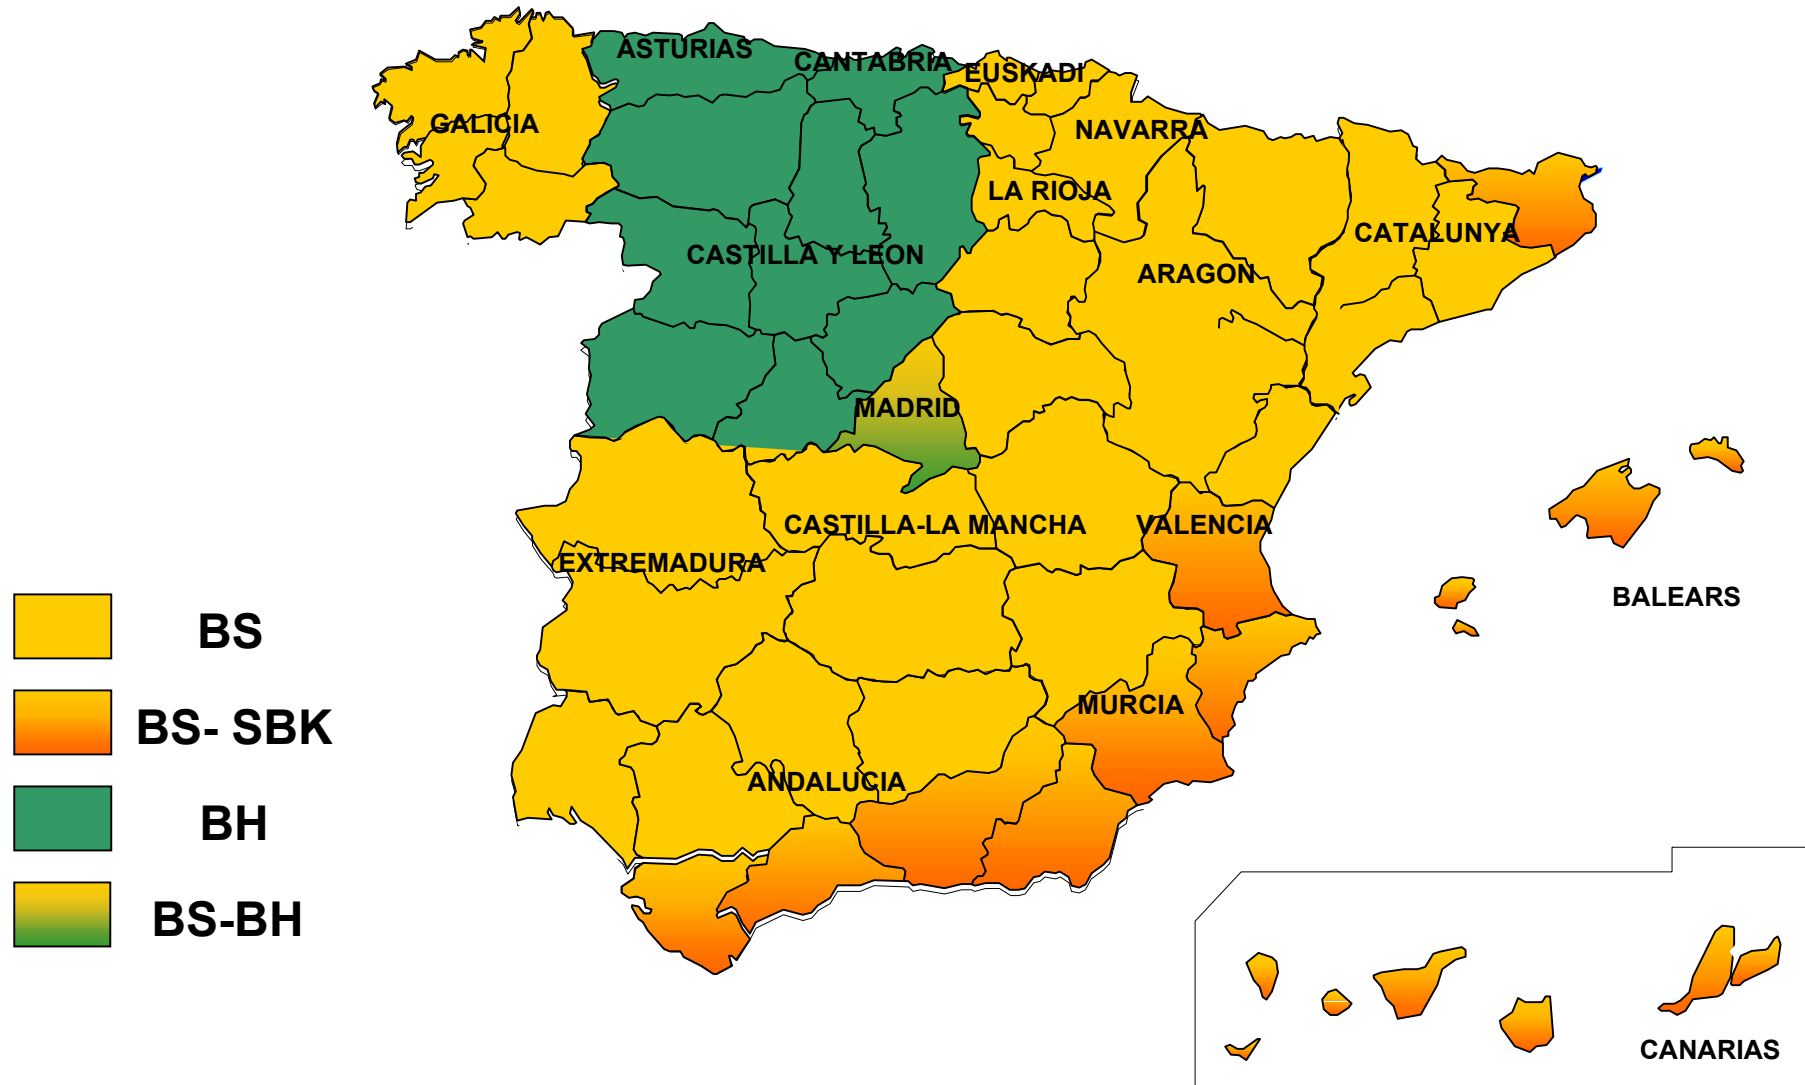 ASTURIAS
CANTABRIA
EUSKADI
GALICIA
NAVARRA
LA RIOJA
CATALUNYA
CASTILLA Y LEON
ARAGON
MADRID
CASTILLA-LA MANCHA
VALENCIA
EXTREMADURA
BALEARS
MURCIA
ANDALUCIA
CANARIAS
BS
BS- SBK
BH
BS-BH